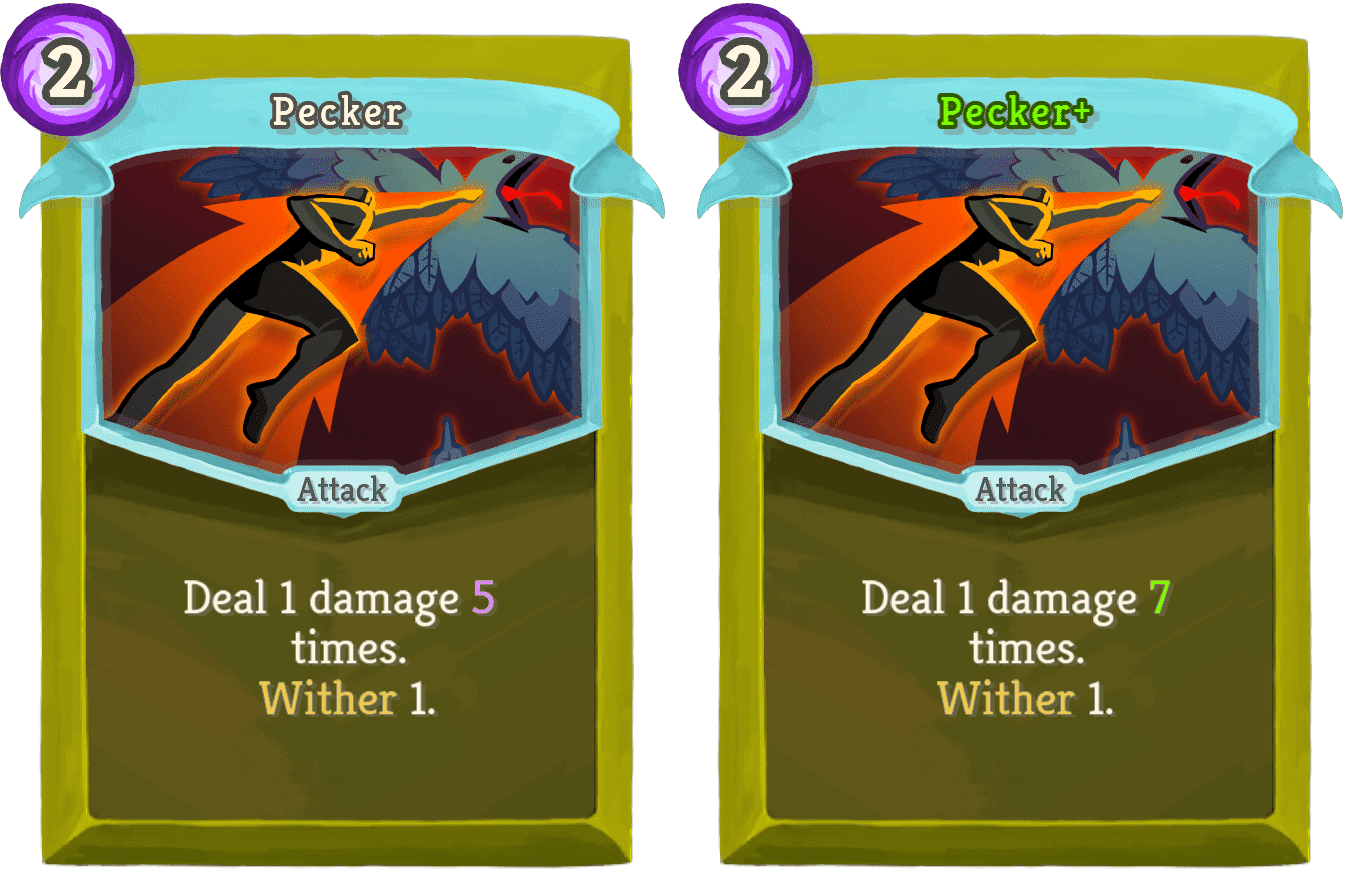 2
Pecker
Attack
Deal 1 damage 5
times.
Wither 1.
2
Pecker+
Attack
Deal 1 damage 7
times.
Wither 1.